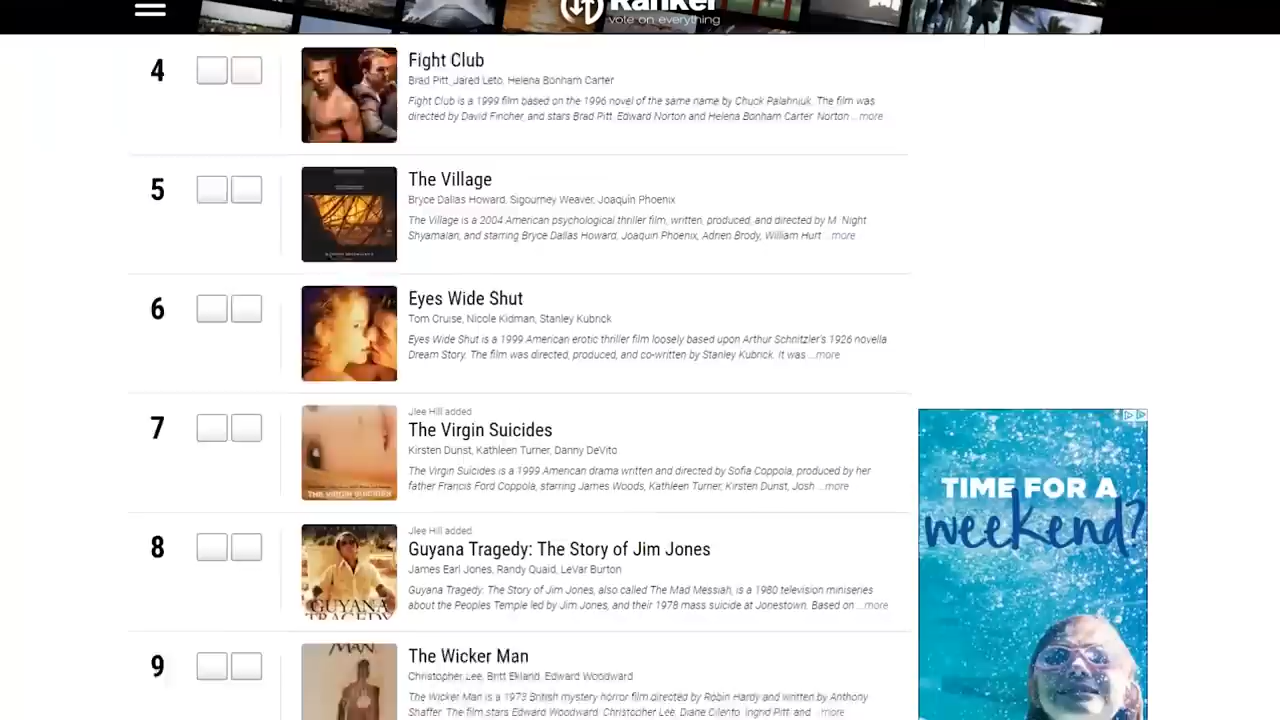 Ranker
vote on everything
4
Fight Club
Brad Pitt, Jared Leto, Helena Bonham Carter
Fight Club is a 1999 film based on the 1996 novel of the same name by Chuck Palahniuk. The film was
directed by David Fincher, and stars Brad Pitt, Edward Norton and Helena Bonham Carter. Norton ...more
5
The Village
Bryce Dallas Howard, Sigourney Weaver, Joaquin Phoenix
The Village is a 2004 American psychological thriller film, written, produced, and directed by M. Night
Shyamalan, and starring Bryce Dallas Howard, Joaquin Phoenix, Adrien Brody, William Hurt ...more
6
Eyes Wide Shut
Tom Cruise, Nicole Kidman, Stanley Kubrick
Eyes Wide Shut is a 1999 American erotic thriller film loosely based upon Arthur Schnitzler's 1926 novella
Dream Story. The film was directed, produced, and co-written by Stanley Kubrick. It was ...more
7
Jlee Hill added
The Virgin Suicides
Kirsten Dunst, Kathleen Turner, Danny DeVito
The Virgin Suicides is a 1999 American drama written and directed by Sofia Coppola, produced by her
father Francis Ford Coppola, starring James Woods, Kathleen Turner, Kirsten Dunst, Josh ...more
THE VIRGIN SUICIDES
8
Jlee Hill added
Guyana Tragedy: The Story of Jim Jones
James Earl Jones, Randy Quaid, LeVar Burton
Guyana Tragedy: The Story of Jim Jones, also called The Mad Messiah, is a 1980 television miniseries
about the Peoples Temple led by Jim Jones, and their 1978 mass suicide at Jonestown. Based on ...more
GUYANA
TRAGEDY
9
The Wicker Man
Christopher Lee, Britt Ekland, Edward Woodward
The Wicker Man is a 1973 British mystery horror film directed by Robin Hardy and written by Anthony
Shaffer. The film stars Edward Woodward, Christopher Lee, Diane Cilento, Ingrid Pitt, and ...more
MAN
TIME FOR A
weekend?